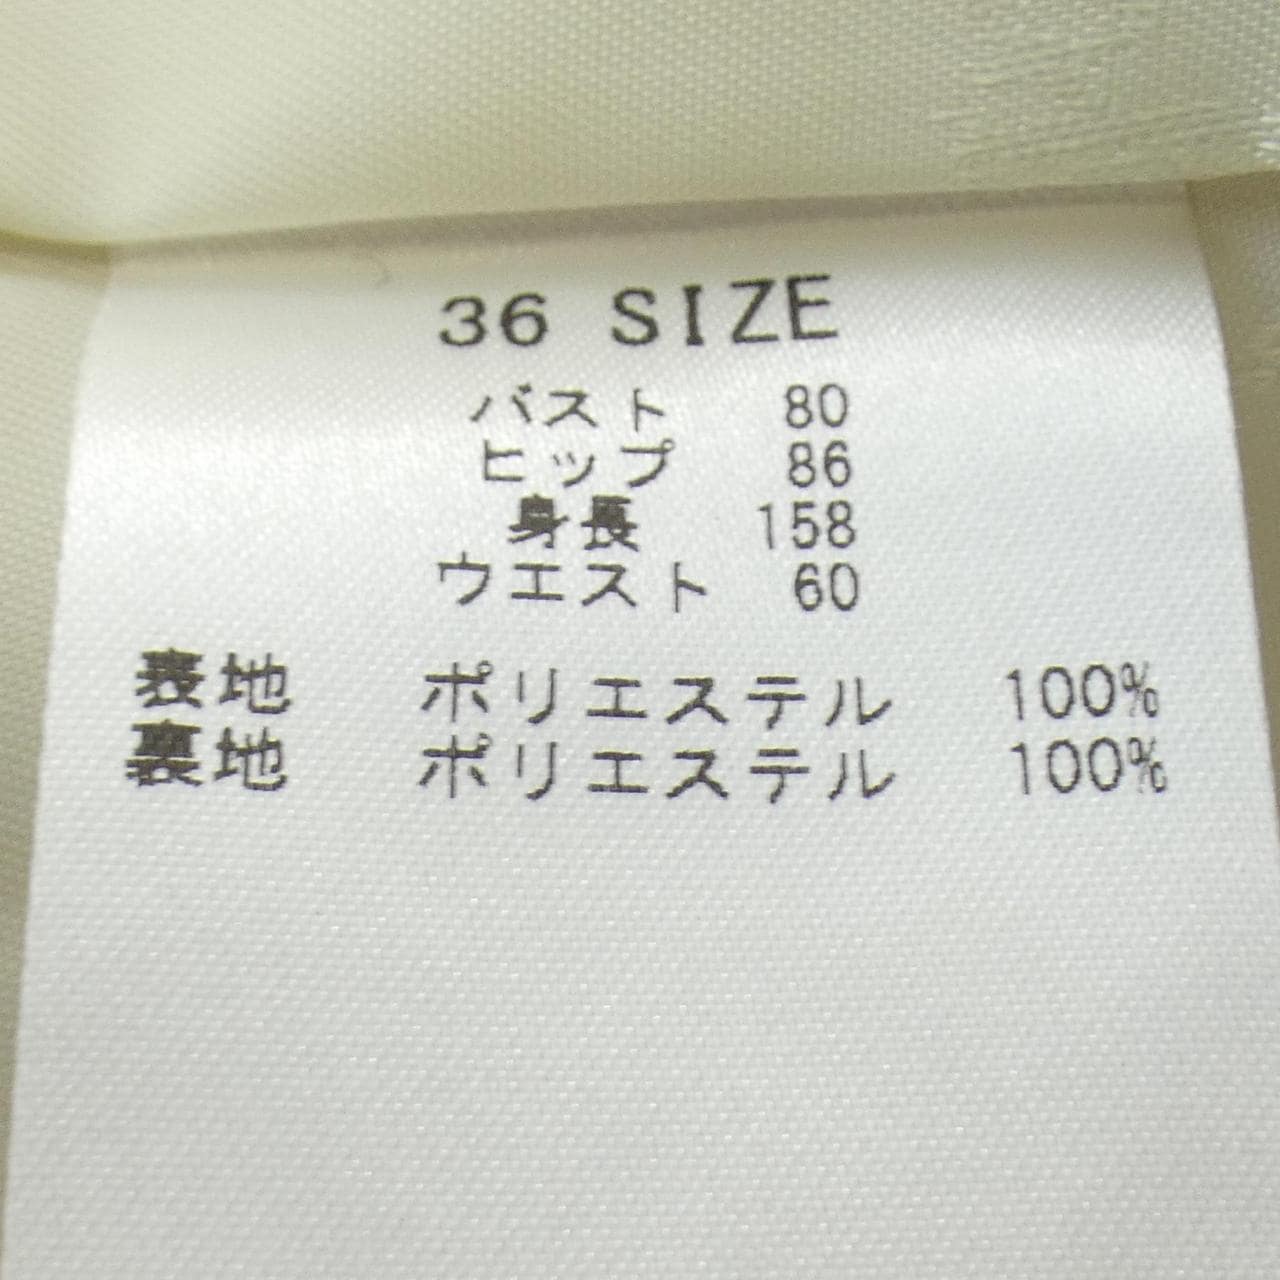 36 SIZE
バスト 80
ヒップ 86
身長 158
ウエスト 60
表地 ポリエステル 100%
裏地 ポリエステル 100%